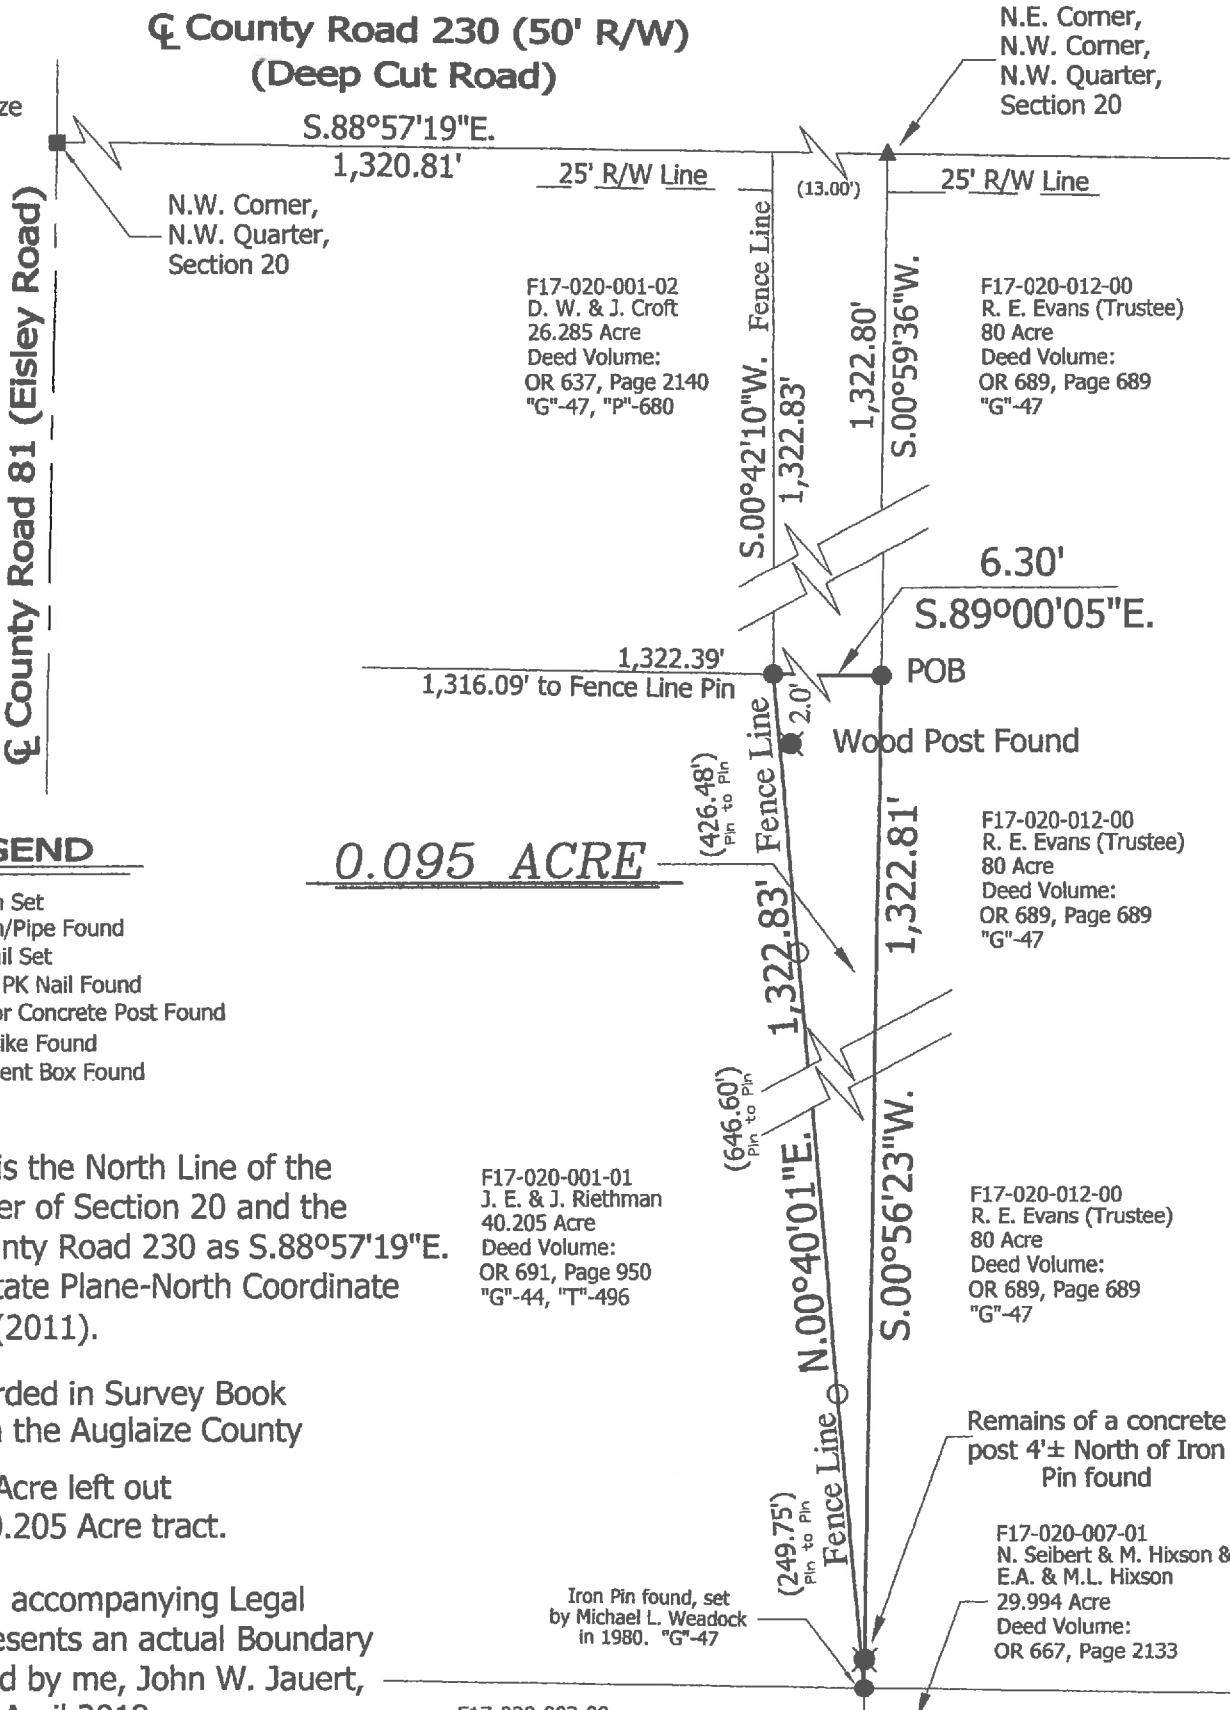 ℄ County Road 230 (50' R/W)
(Deep Cut Road)
N.E. Corner,
N.W. Corner,
N.W. Quarter,
Section 20
ze
S.88°57'19"E.
1,320.81'
25' R/W Line
(13.00')
25' R/W Line
N.W. Corner,
N.W. Quarter,
Section 20
℄ County Road 81 (Eisley Road)
F17-020-001-02
D. W. & J. Croft
26.285 Acre
Deed Volume:
OR 637, Page 2140
"G"-47, "P"-680
S.00°42'10"W. Fence Line
1,322.83'
1,322.80'
S.00°59'36"W.
F17-020-012-00
R. E. Evans (Trustee)
80 Acre
Deed Volume:
OR 689, Page 689
"G"-47
6.30'
S.89°00'05"E.
1,322.39'
1,316.09' to Fence Line Pin
POB
2.0'
Wood Post Found
Fence Line
(426.48')
Pin to Pin
0.095 ACRE
1,322.83'
1,322.81'
F17-020-012-00
R. E. Evans (Trustee)
80 Acre
Deed Volume:
OR 689, Page 689
"G"-47
GEND
n Set
n/Pipe Found
il Set
PK Nail Found
or Concrete Post Found
ike Found
ent Box Found
(646.60')
Pin to Pin
N.00°40'01"E.
S.00°56'23"W.
is the North Line of the
er of Section 20 and the
nty Road 230 as S.88°57'19"E.
tate Plane-North Coordinate
(2011).
F17-020-001-01
J. E. & J. Riethman
40.205 Acre
Deed Volume:
OR 691, Page 950
"G"-44, "T"-496
F17-020-012-00
R. E. Evans (Trustee)
80 Acre
Deed Volume:
OR 689, Page 689
"G"-47
rded in Survey Book
n the Auglaize County
Acre left out
0.205 Acre tract.
Fence Line
(249.75')
Pin to Pin
Remains of a concrete
post 4'± North of Iron
Pin found
F17-020-007-01
N. Seibert & M. Hixson &
E.A. & M.L. Hixson
29.994 Acre
Deed Volume:
OR 667, Page 2133
Iron Pin found, set
by Michael L. Weadock
in 1980. "G"-47
accompanying Legal
esents an actual Boundary
d by me, John W. Jauert,